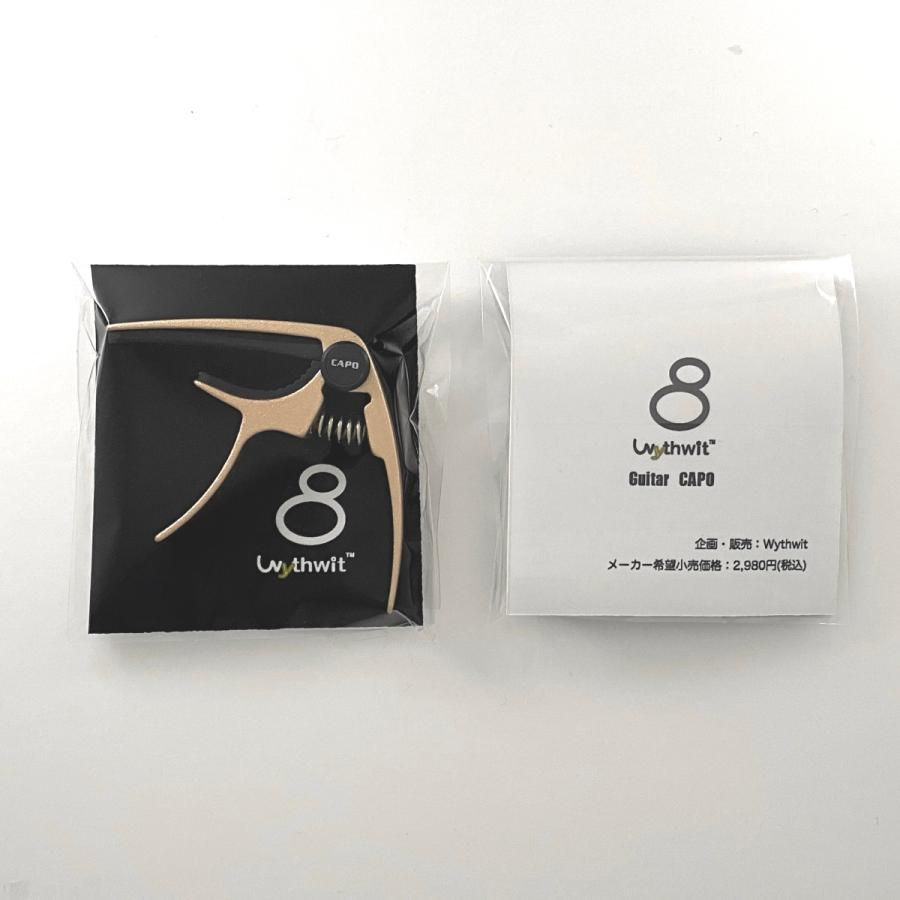 CAPO
8
Wythwit™
8
Wythwit™
Guitar CAPO
企画・販売：Wythwit
メーカー希望小売価格：2,980円(税込)